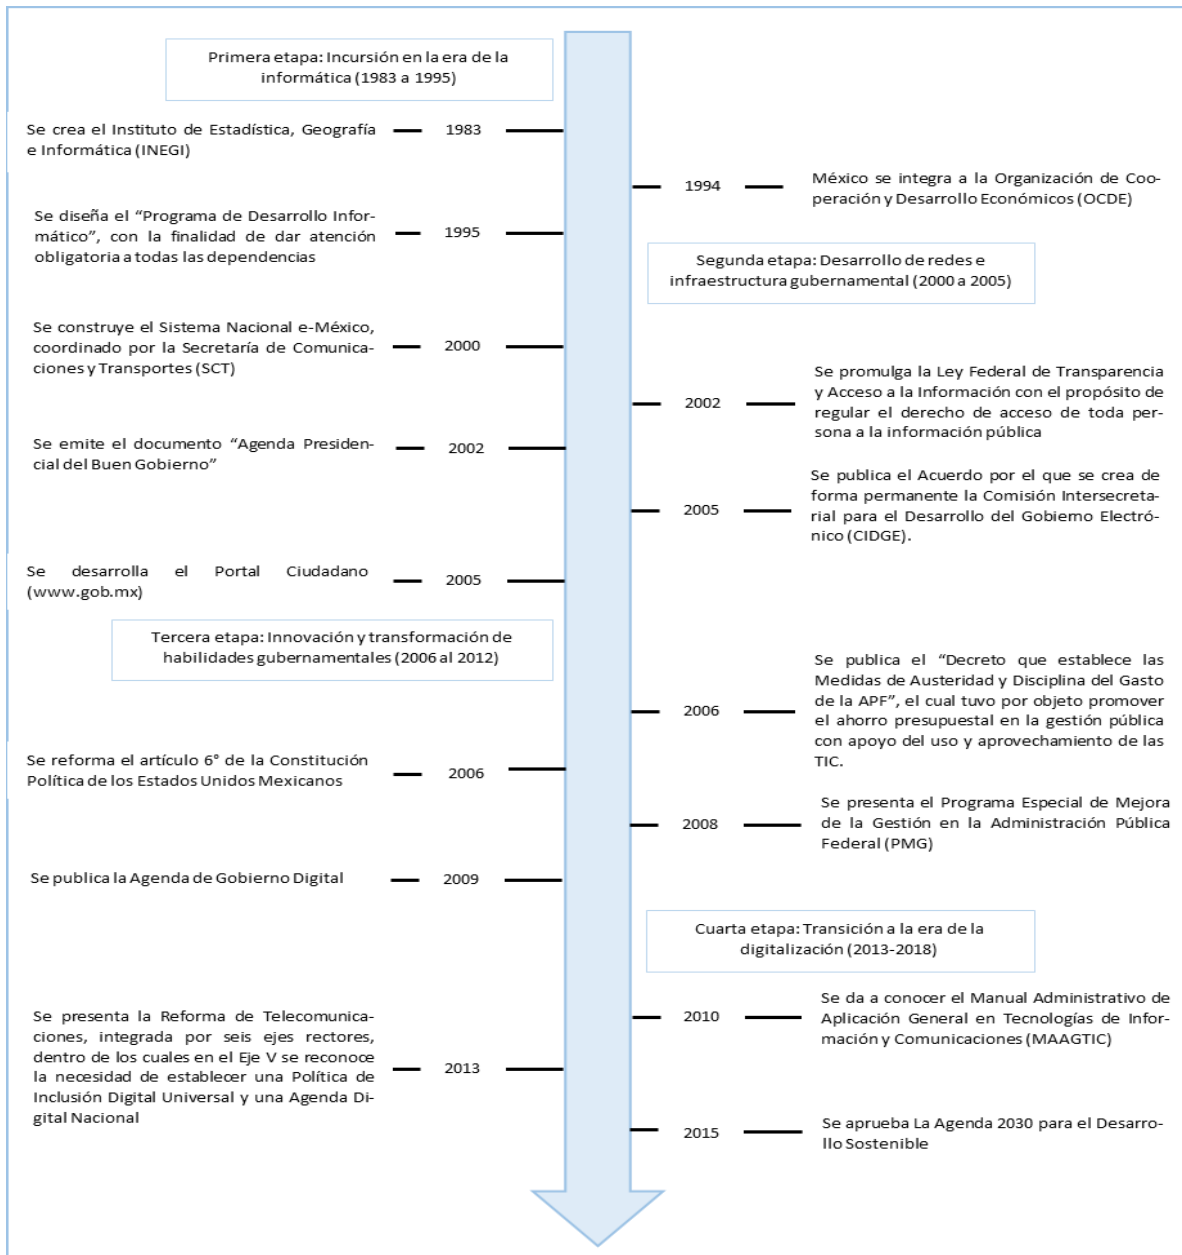 Primera etapa: Incursión en la era de la
informática (1983 a 1995)
Se crea el Instituto de Estadística, Geografía
e Informática (INEGI)
1983
1994
México se integra a la Organización de Coo-
peración y Desarrollo Económicos (OCDE)
Se diseña el “Programa de Desarrollo Infor-
mático”, con la finalidad de dar atención
obligatoria a todas las dependencias
1995
Segunda etapa: Desarrollo de redes e
infraestructura gubernamental (2000 a 2005)
Se construye el Sistema Nacional e-México,
coordinado por la Secretaría de Comunica-
ciones y Transportes (SCT)
2000
2002
Se promulga la Ley Federal de Transparencia
y Acceso a la Información con el propósito de
regular el derecho de acceso de toda per-
sona a la información pública
Se emite el documento “Agenda Presiden-
cial del Buen Gobierno”
2002
2005
Se publica el Acuerdo por el que se crea de
forma permanente la Comisión Intersecreta-
rial para el Desarrollo del Gobierno Electró-
nico (CIDGE).
Se desarrolla el Portal Ciudadano
(www.gob.mx)
2005
Tercera etapa: Innovación y transformación de
habilidades gubernamentales (2006 al 2012)
2006
Se publica el “Decreto que establece las
Medidas de Austeridad y Disciplina del Gasto
de la APF”, el cual tuvo por objeto promover
el ahorro presupuestal en la gestión pública
con apoyo del uso y aprovechamiento de las
TIC.
Se reforma el artículo 6° de la Constitución
Política de los Estados Unidos Mexicanos
2006
2008
Se presenta el Programa Especial de Mejora
de la Gestión en la Administración Pública
Federal (PMG)
Se publica la Agenda de Gobierno Digital
2009
Cuarta etapa: Transición a la era de la
digitalización (2013-2018)
2010
Se da a conocer el Manual Administrativo de
Aplicación General en Tecnologías de Infor-
mación y Comunicaciones (MAAGTIC)
Se presenta la Reforma de Telecomunica-
ciones, integrada por seis ejes rectores,
dentro de los cuales en el Eje V se reconoce
la necesidad de establecer una Política de
Inclusión Digital Universal y una Agenda Di-
gital Nacional
2013
2015
Se aprueba La Agenda 2030 para el Desarro-
llo Sostenible